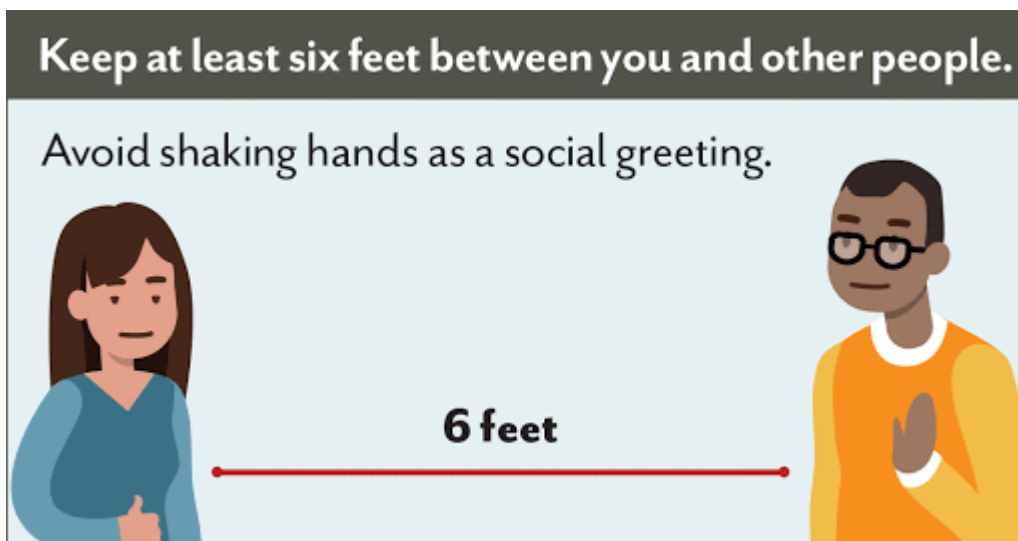 Keep at least six feet between you and other people.
Avoid shaking hands as a social greeting.
6 feet